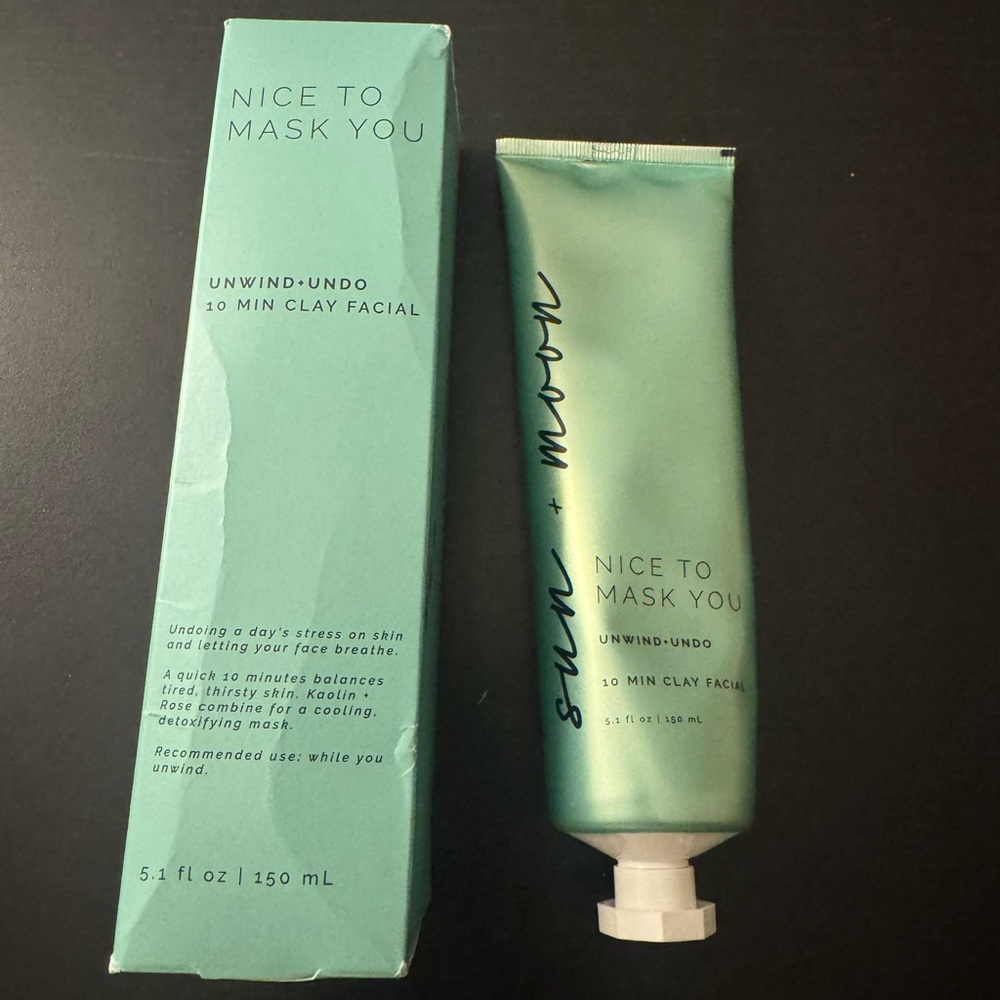 NICE TO
MASK YOU
UNWIND+UNDO
10 MIN CLAY FACIAL
Undoing a day's stress on skin
and letting your face breathe.
A quick 10 minutes balances
tired, thirsty skin. Kaolin +
Rose combine for a cooling,
detoxifying mask.
Recommended use: while you
unwind.
5.1 fl oz | 150 mL
sun + moon
NICE TO
MASK YOU
UNWIND+UNDO
10 MIN CLAY FACIAL
5.1 fl oz | 150 mL